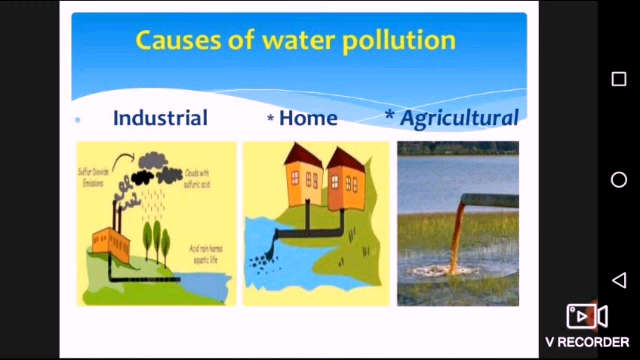 Causes of water pollution
Industrial
* Home
* Agricultural
Sulfur Dioxide
Emissions
Clouds with
sulfuric acid
Acid rain harms
aquatic life
V RECORDER